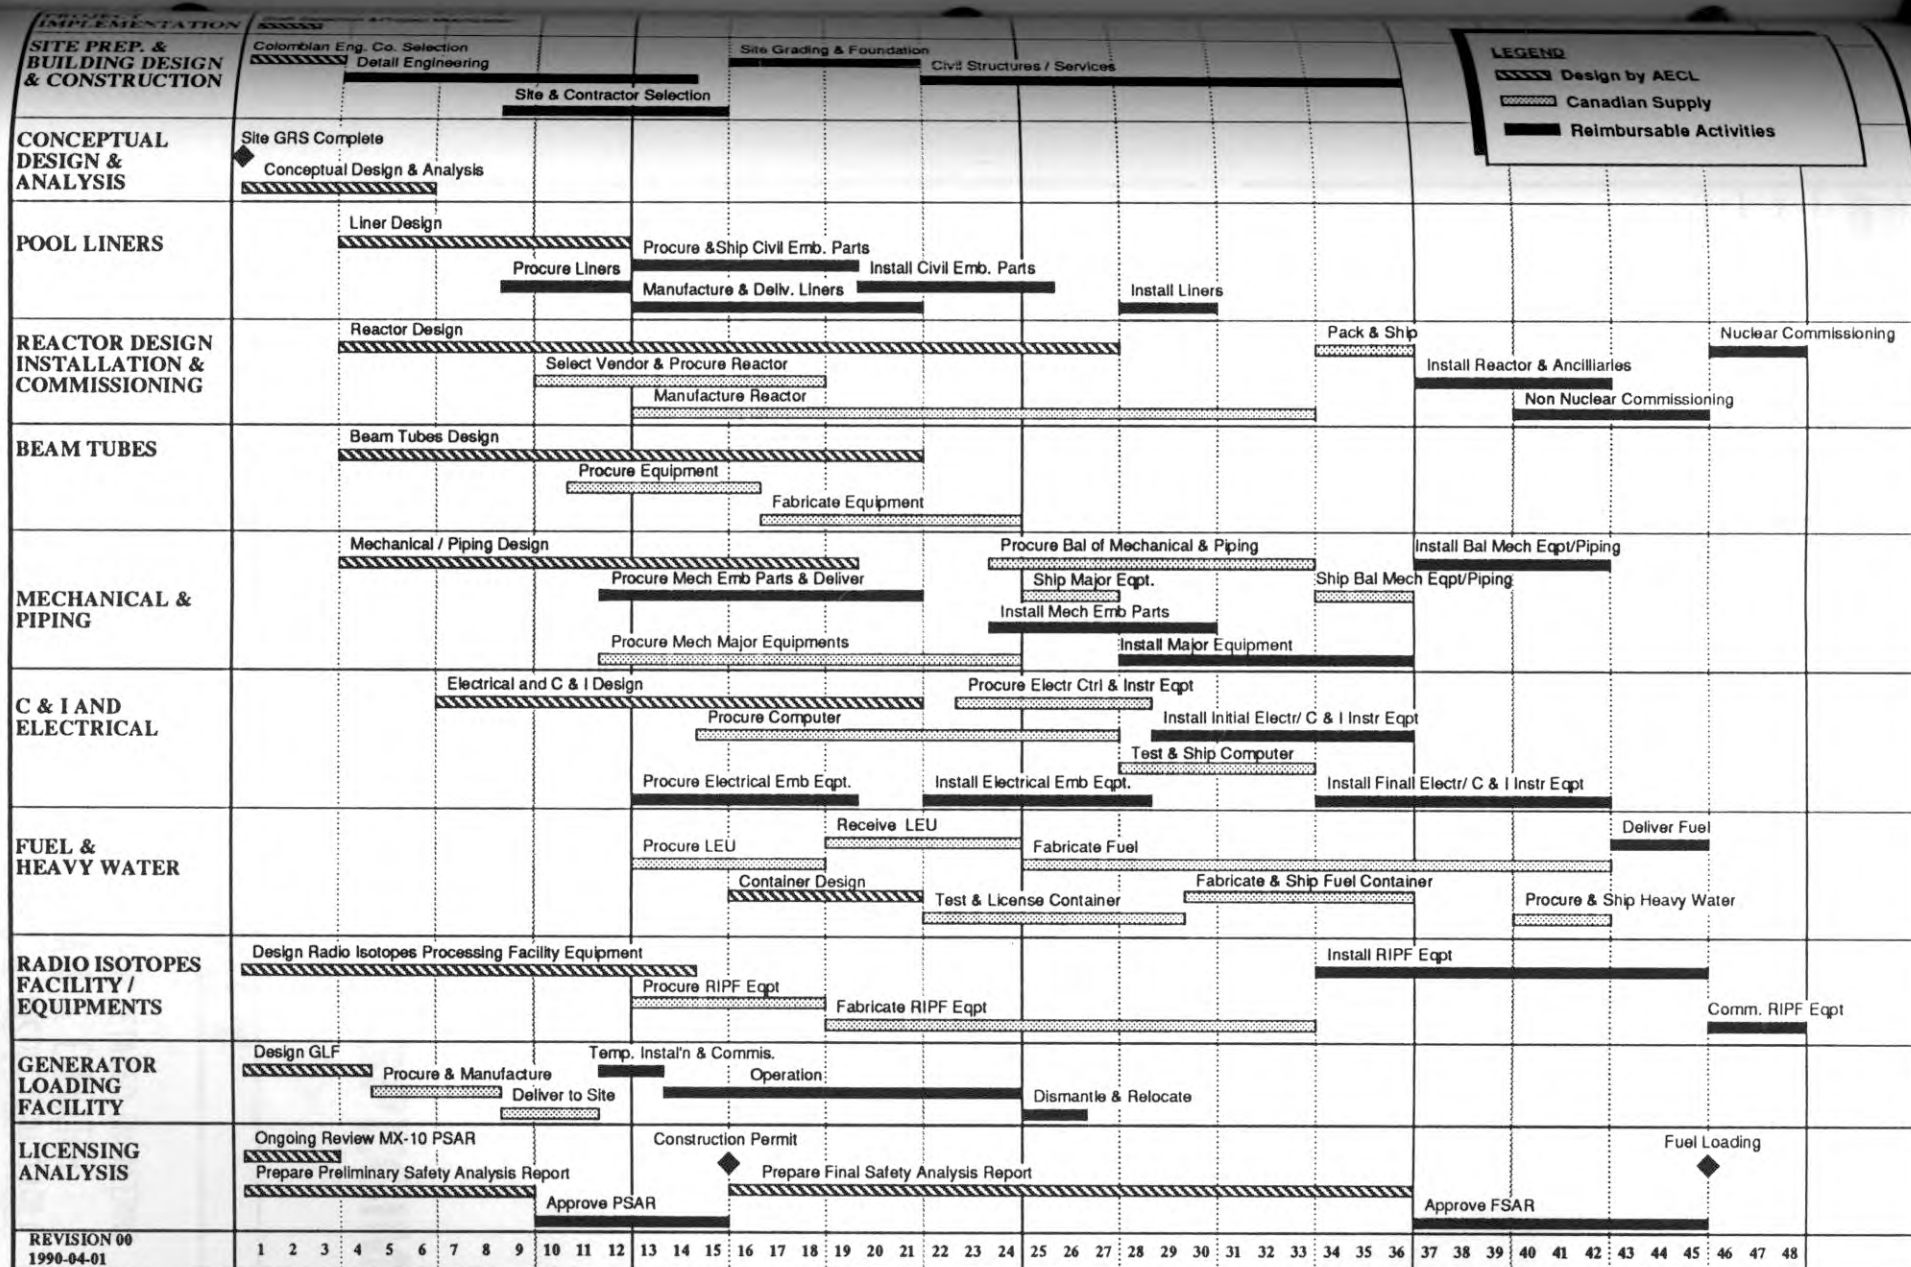 PROJECT
IMPLEMENTATION
SITE PREP. &
BUILDING DESIGN
& CONSTRUCTION
Colombian Eng. Co. Selection
Detail Engineering
Site & Contractor Selection
Site Grading & Foundation
Civil Structures / Services
LEGEND
Design by AECL
Canadian Supply
Reimbursable Activities
CONCEPTUAL
DESIGN &
ANALYSIS
Site GRS Complete
Conceptual Design & Analysis
POOL LINERS
Liner Design
Procure &Ship Civil Emb. Parts
Procure Liners
Install Civil Emb. Parts
Manufacture & Deliv. Liners
Install Liners
REACTOR DESIGN
INSTALLATION &
COMMISSIONING
Reactor Design
Pack & Ship
Nuclear Commissioning
Select Vendor & Procure Reactor
Install Reactor & Ancilliaries
Manufacture Reactor
Non Nuclear Commissioning
BEAM TUBES
Beam Tubes Design
Procure Equipment
Fabricate Equipment
MECHANICAL &
PIPING
Mechanical / Piping Design
Procure Bal of Mechanical & Piping
Install Bal Mech Eqpt/Piping
Procure Mech Emb Parts & Deliver
Ship Major Eqpt.
Ship Bal Mech Eqpt/Piping
Install Mech Emb Parts
Procure Mech Major Equipments
Install Major Equipment
C & I AND
ELECTRICAL
Electrical and C & I Design
Procure Electr Ctrl & Instr Eqpt
Procure Computer
Install Initial Electr/ C & I Instr Eqpt
Test & Ship Computer
Procure Electrical Emb Eqpt.
Install Electrical Emb Eqpt.
Install Finall Electr/ C & I Instr Eqpt
FUEL &
HEAVY WATER
Receive LEU
Deliver Fuel
Procure LEU
Fabricate Fuel
Container Design
Fabricate & Ship Fuel Container
Test & License Container
Procure & Ship Heavy Water
RADIO ISOTOPES
FACILITY /
EQUIPMENTS
Design Radio Isotopes Processing Facility Equipment
Install RIPF Eqpt
Procure RIPF Eqpt
Fabricate RIPF Eqpt
Comm. RIPF Eqpt
GENERATOR
LOADING
FACILITY
Design GLF
Temp. Instal'n & Commis.
Procure & Manufacture
Operation
Deliver to Site
Dismantle & Relocate
LICENSING
ANALYSIS
Ongoing Review MX-10 PSAR
Construction Permit
Fuel Loading
Prepare Preliminary Safety Analysis Report
Prepare Final Safety Analysis Report
Approve PSAR
Approve FSAR
REVISION 00
1990-04-01
1 2 3 4 5 6 7 8 9 10 11 12 13 14 15 16 17 18 19 20 21 22 23 24 25 26 27 28 29 30 31 32 33 34 35 36 37 38 39 40 41 42 43 44 45 46 47 48